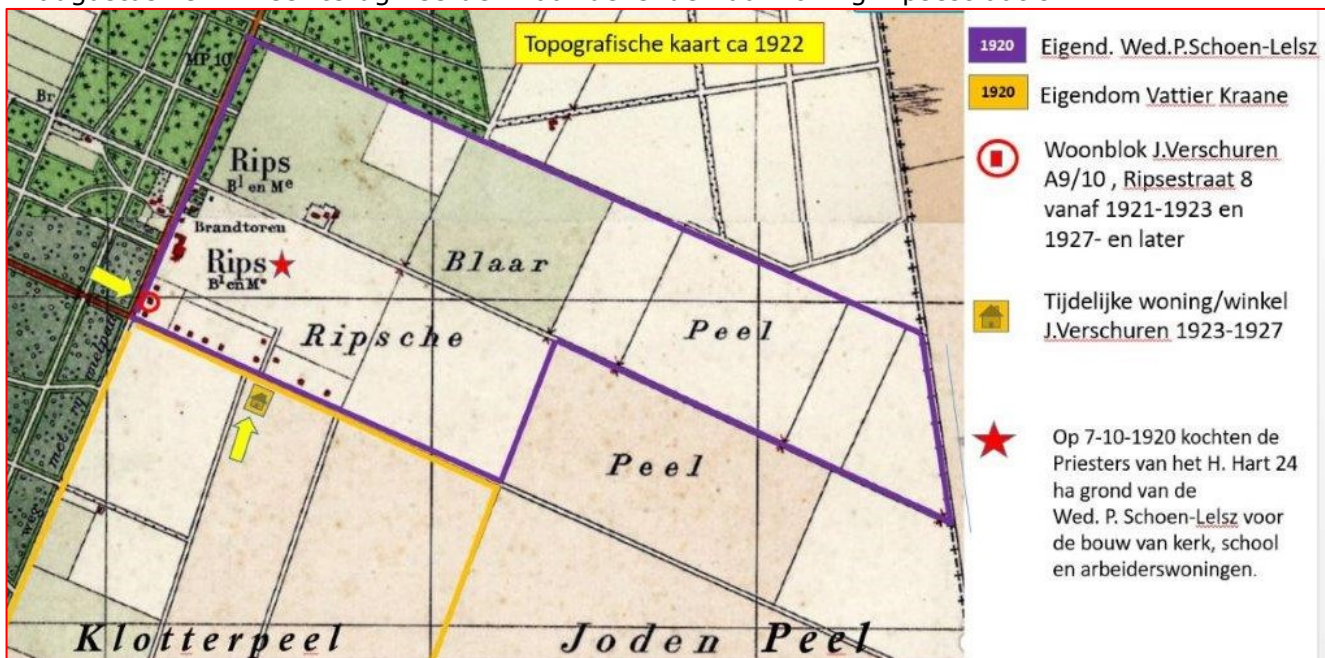 Topografische kaart ca 1922
MP 10
Br
Rips
Bl en Me
Brandtoren
Rips
Bl en Me
Blaar
Ripsche
Peel
Peel
weg
met
rij
Klotterpeel
Joden Peel
1920 Eigend. Wed.P.Schoen-Lelsz
1920 Eigendom Vattier Kraane
Woonblok J.Verschuren
A9/10 , Ripsestraat 8
vanaf 1921-1923 en
1927- en later
Tijdelijke woning/winkel
J.Verschuren 1923-1927
Op 7-10-1920 kochten de
Priesters van het H. Hart 24
ha grond van de
Wed. P. Schoen-Lelsz voor
de bouw van kerk, school
en arbeiderswoningen.